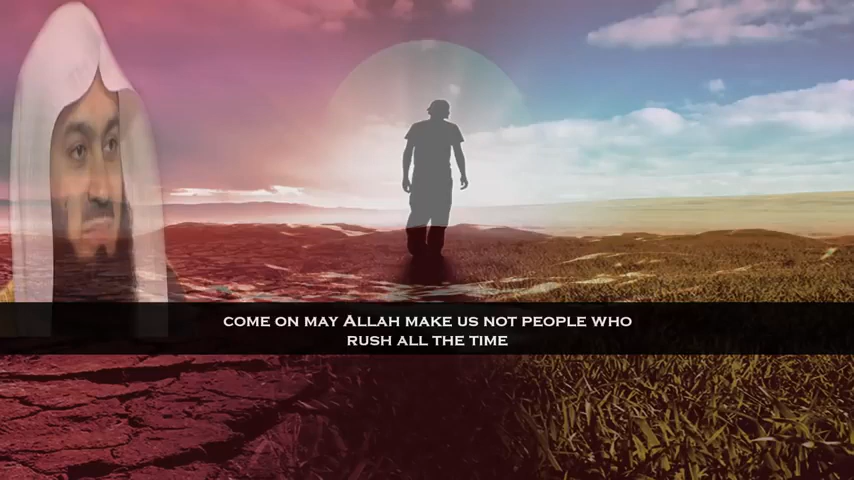 COME ON MAY ALLAH MAKE US NOT PEOPLE WHO
RUSH ALL THE TIME